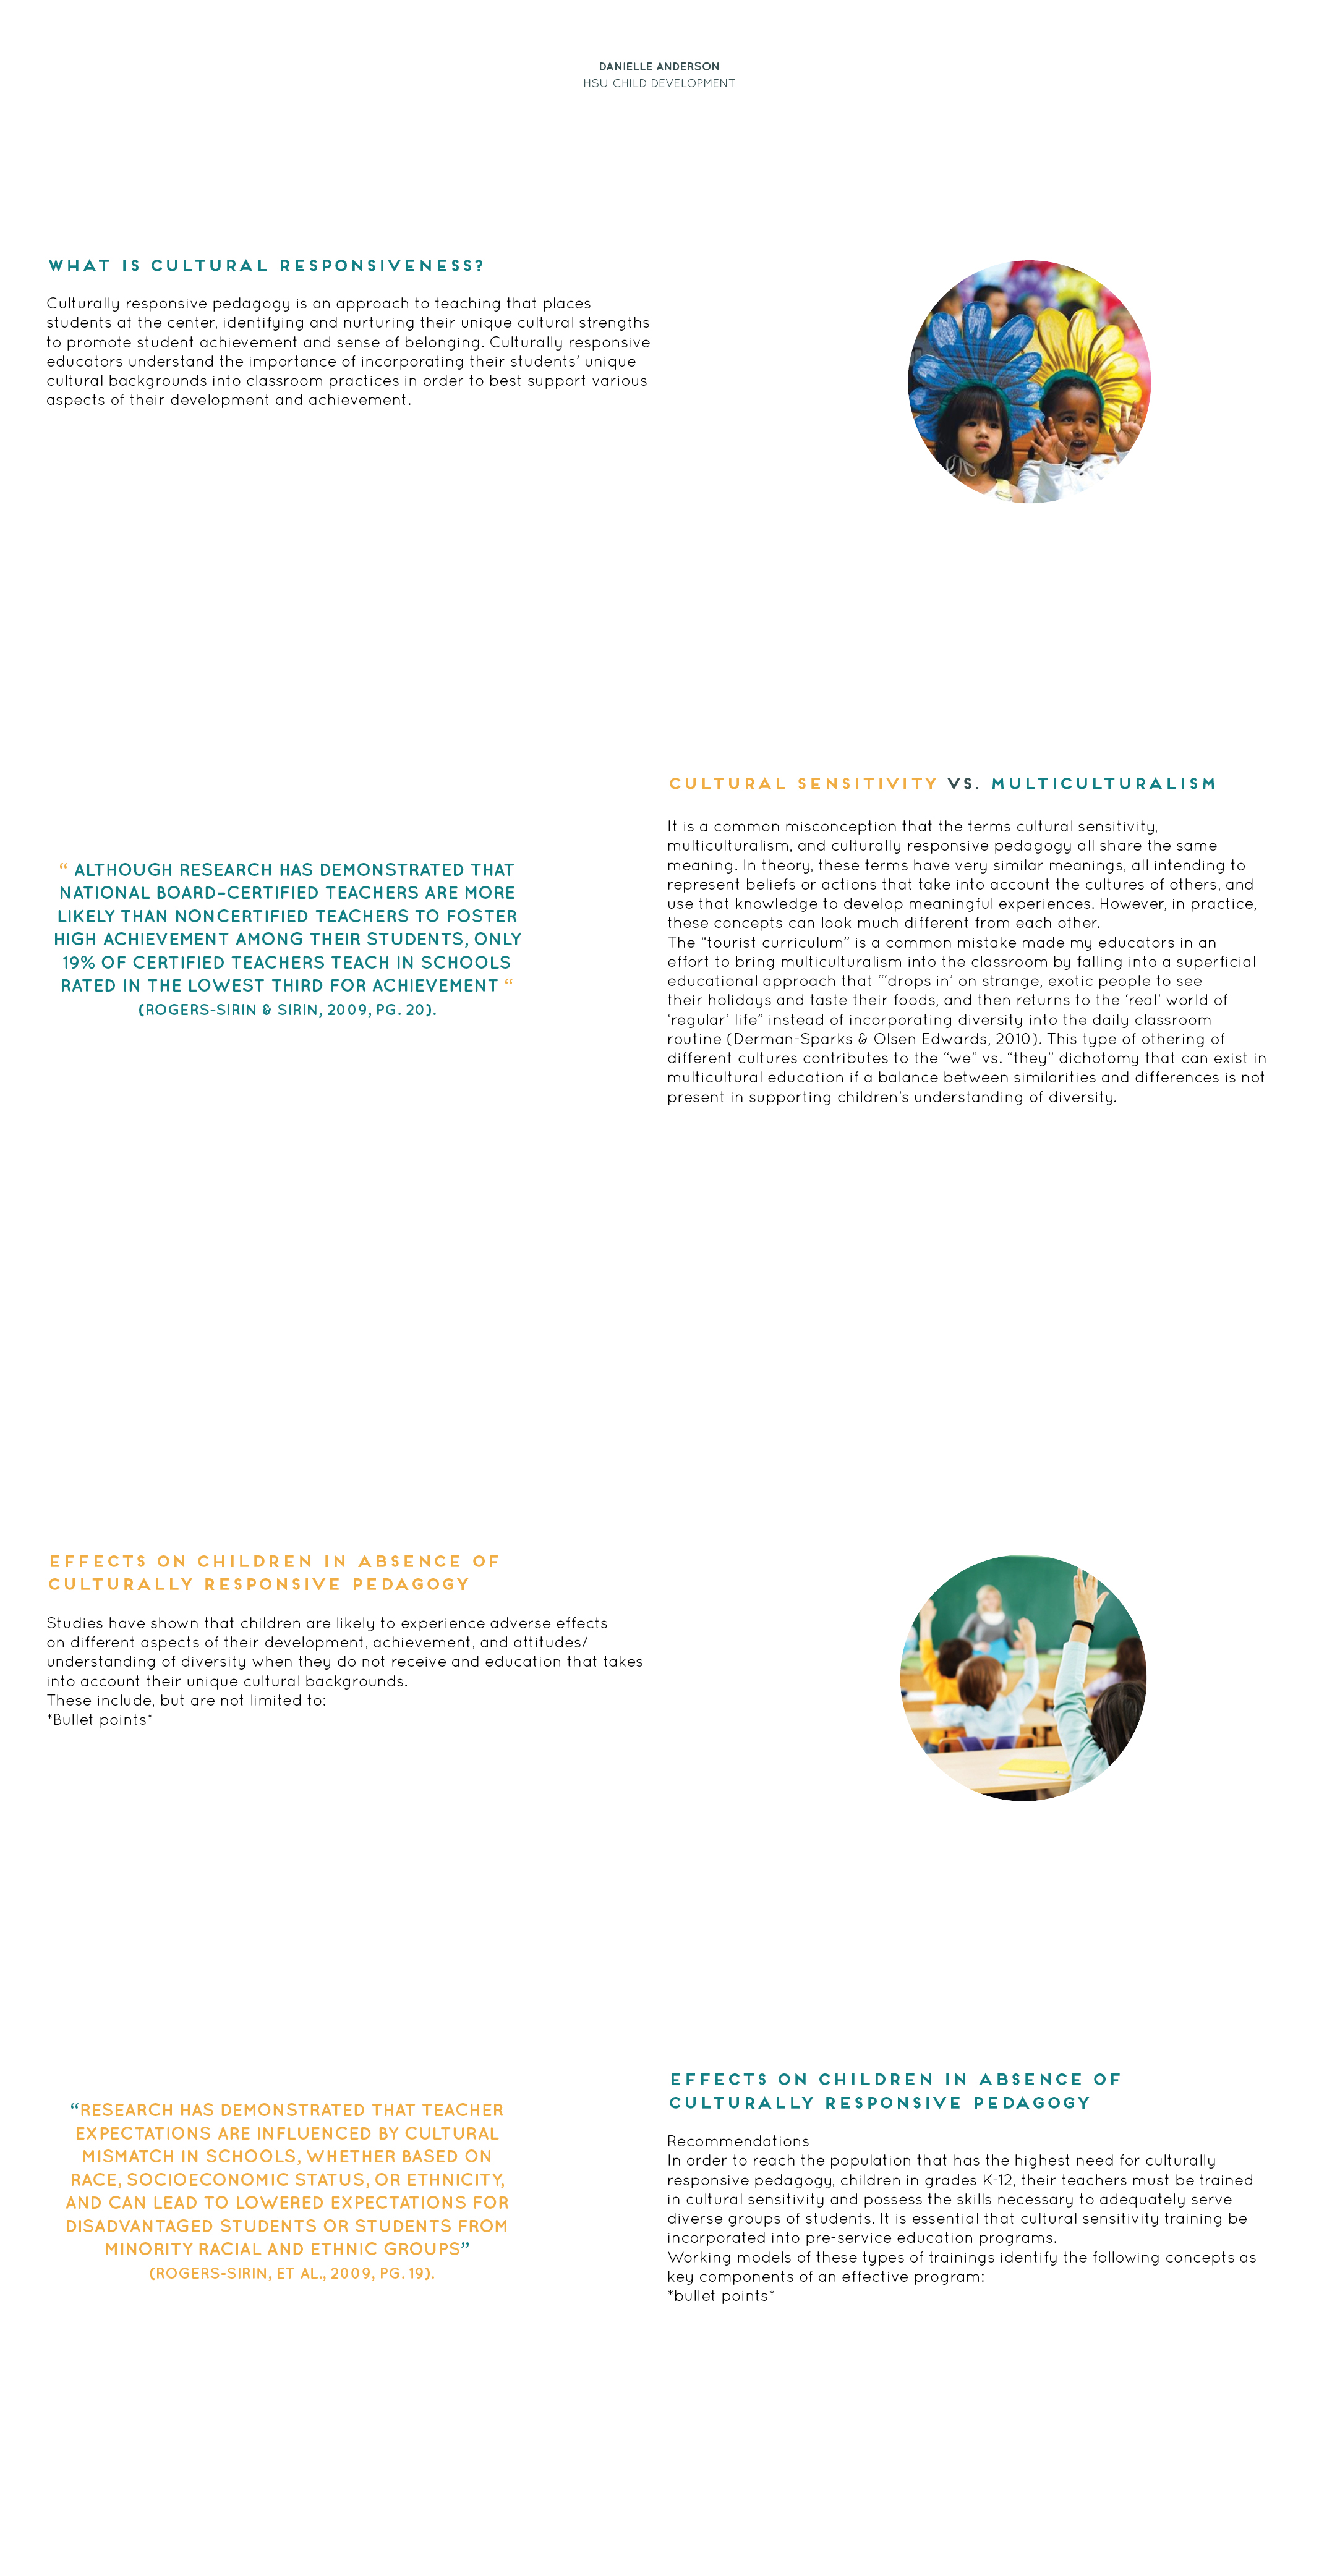 DANIELLE ANDERSON
HSU CHILD DEVELOPMENT
WHAT IS CULTURAL RESPONSIVENESS?
Culturally responsive pedagogy is an approach to teaching that places
students at the center, identifying and nurturing their unique cultural strengths
to promote student achievement and sense of belonging. Culturally responsive
educators understand the importance of incorporating their students’ unique
cultural backgrounds into classroom practices in order to best support various
aspects of their development and achievement.
CULTURAL SENSITIVITY VS. MULTICULTURALISM
It is a common misconception that the terms cultural sensitivity,
multiculturalism, and culturally responsive pedagogy all share the same
meaning. In theory, these terms have very similar meanings, all intending to
represent beliefs or actions that take into account the cultures of others, and
use that knowledge to develop meaningful experiences. However, in practice,
these concepts can look much different from each other.
The “tourist curriculum” is a common mistake made my educators in an
effort to bring multiculturalism into the classroom by falling into a superficial
educational approach that “‘drops in’ on strange, exotic people to see
their holidays and taste their foods, and then returns to the ‘real’ world of
‘regular’ life” instead of incorporating diversity into the daily classroom
routine (Derman-Sparks & Olsen Edwards, 2010). This type of othering of
different cultures contributes to the “we” vs. “they” dichotomy that can exist in
multicultural education if a balance between similarities and differences is not
present in supporting children’s understanding of diversity.
“ ALTHOUGH RESEARCH HAS DEMONSTRATED THAT
NATIONAL BOARD–CERTIFIED TEACHERS ARE MORE
LIKELY THAN NONCERTIFIED TEACHERS TO FOSTER
HIGH ACHIEVEMENT AMONG THEIR STUDENTS, ONLY
19% OF CERTIFIED TEACHERS TEACH IN SCHOOLS
RATED IN THE LOWEST THIRD FOR ACHIEVEMENT “
(ROGERS-SIRIN & SIRIN, 2009, PG. 20).
EFFECTS ON CHILDREN IN ABSENCE OF
CULTURALLY RESPONSIVE PEDAGOGY
Studies have shown that children are likely to experience adverse effects
on different aspects of their development, achievement, and attitudes/
understanding of diversity when they do not receive and education that takes
into account their unique cultural backgrounds.
These include, but are not limited to:
*Bullet points*
EFFECTS ON CHILDREN IN ABSENCE OF
CULTURALLY RESPONSIVE PEDAGOGY
Recommendations
In order to reach the population that has the highest need for culturally
responsive pedagogy, children in grades K-12, their teachers must be trained
in cultural sensitivity and possess the skills necessary to adequately serve
diverse groups of students. It is essential that cultural sensitivity training be
incorporated into pre-service education programs.
Working models of these types of trainings identify the following concepts as
key components of an effective program:
*bullet points*
“RESEARCH HAS DEMONSTRATED THAT TEACHER
EXPECTATIONS ARE INFLUENCED BY CULTURAL
MISMATCH IN SCHOOLS, WHETHER BASED ON
RACE, SOCIOECONOMIC STATUS, OR ETHNICITY,
AND CAN LEAD TO LOWERED EXPECTATIONS FOR
DISADVANTAGED STUDENTS OR STUDENTS FROM
MINORITY RACIAL AND ETHNIC GROUPS”
(ROGERS-SIRIN, ET AL., 2009, PG. 19).